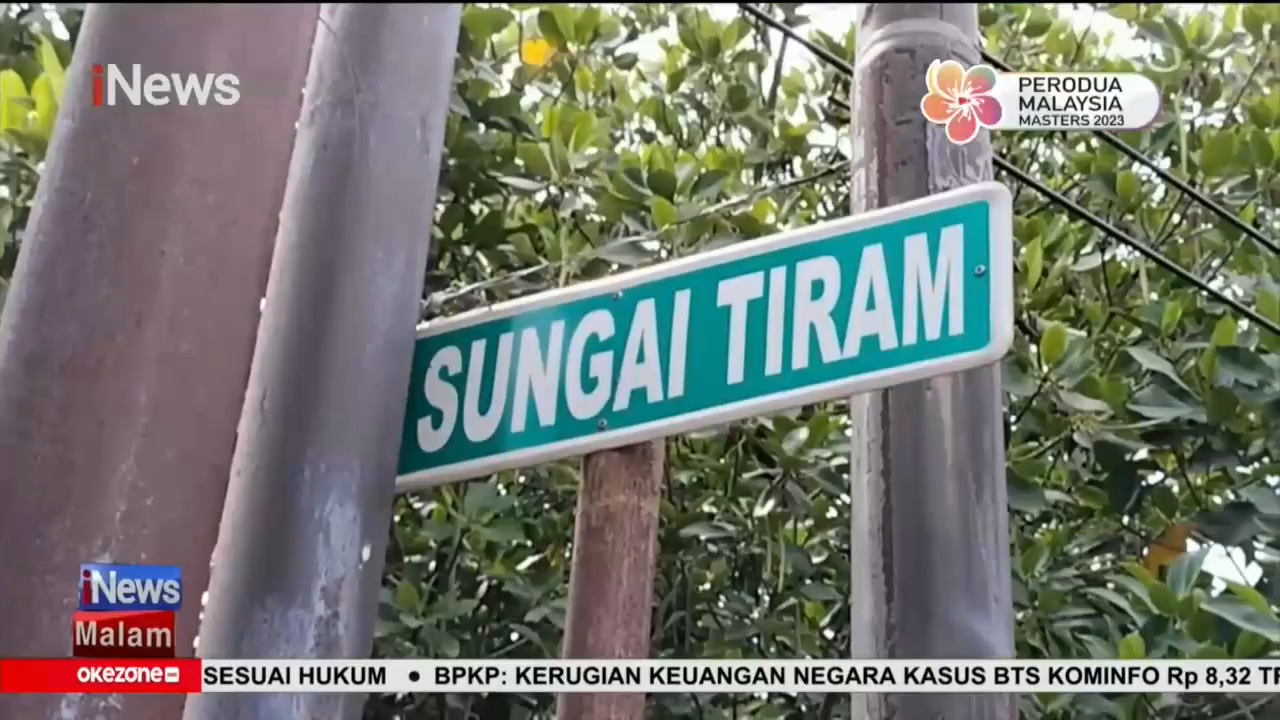 iNews
PERODUA
MALAYSIA
MASTERS 2023
SUNGAI TIRAM
iNews
Malam
OKEZONE
SESUAI HUKUM • BPKP: KERUGIAN KEUANGAN NEGARA KASUS BTS KOMINFO Rp 8,32